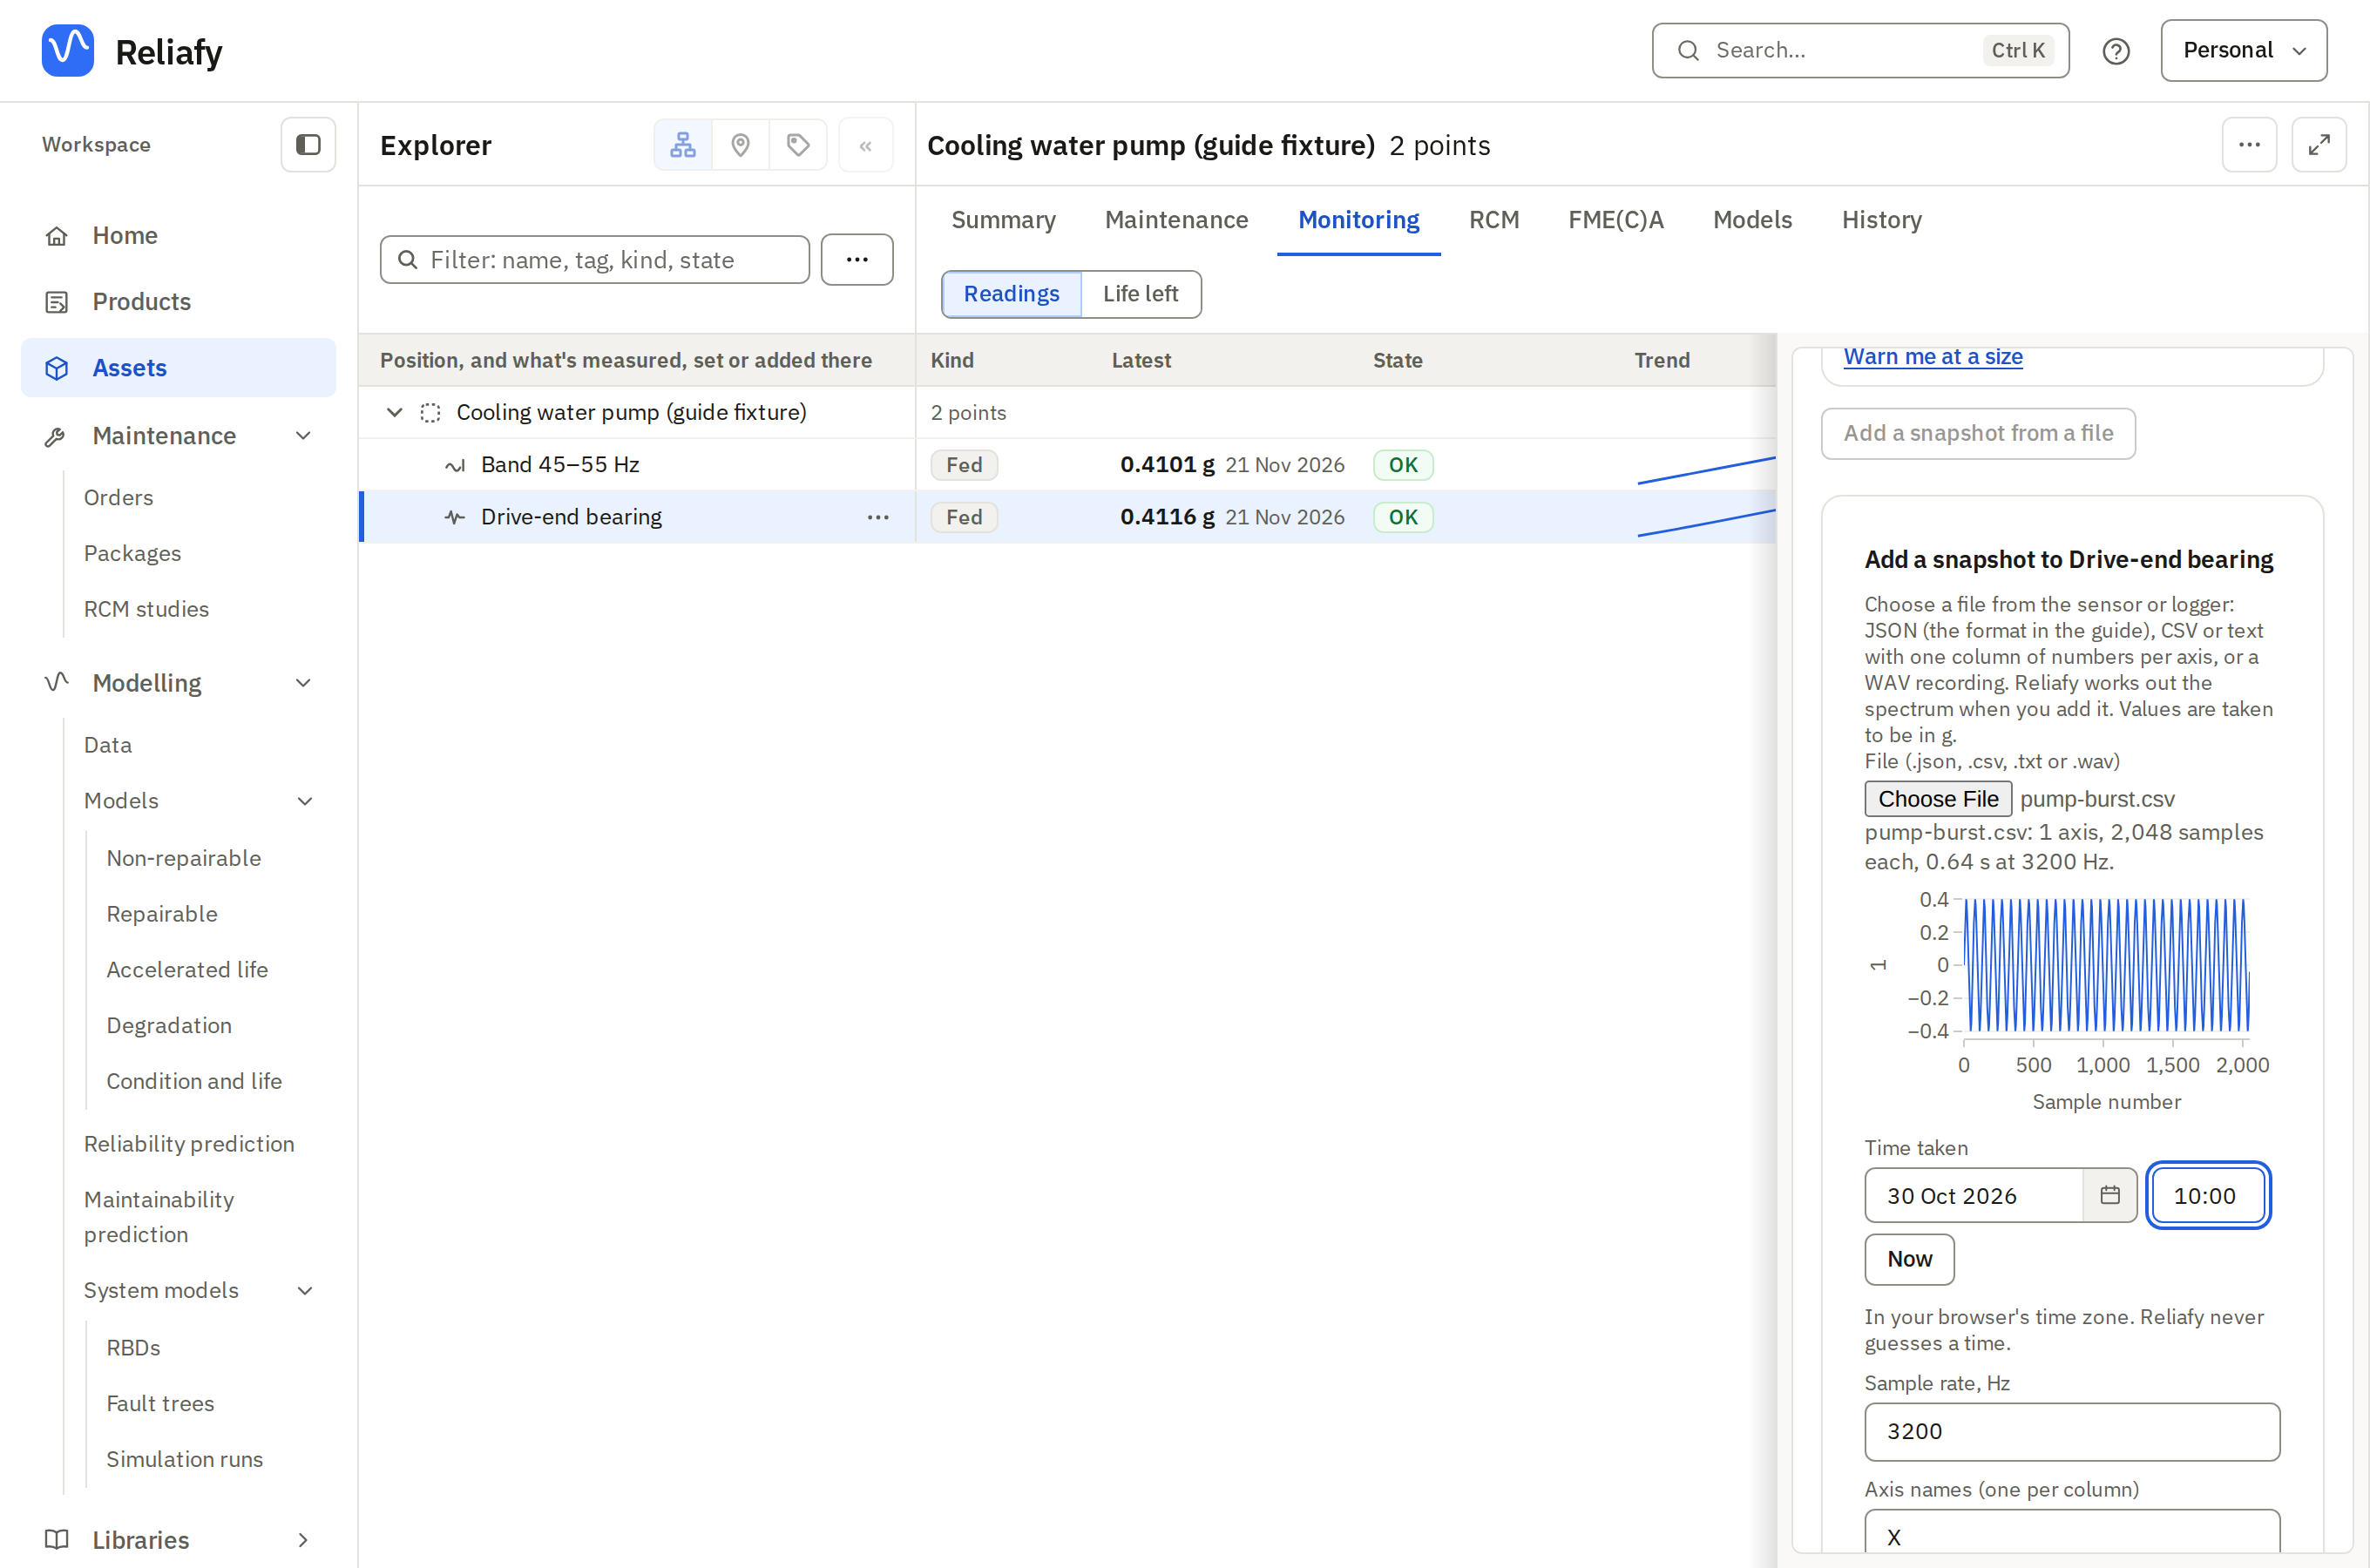 Reliafy
Search...
Ctrl K
Personal
Workspace
Home
Products
Assets
Maintenance
Orders
Packages
RCM studies
Modelling
Data
Models
Non-repairable
Repairable
Accelerated life
Degradation
Condition and life
Reliability prediction
Maintainability
prediction
System models
RBDs
Fault trees
Simulation runs
Libraries
Explorer
«
Filter: name, tag, kind, state
Cooling water pump (guide fixture) 2 points
Summary
Maintenance
Monitoring
RCM
FME(C)A
Models
History
Readings
Life left
Position, and what's measured, set or added there
Kind
Latest
State
Trend
Cooling water pump (guide fixture)
2 points
Band 45–55 Hz
Fed
0.4101 g 21 Nov 2026
OK
Drive-end bearing
Fed
0.4116 g 21 Nov 2026
OK
Warn me at a size
Add a snapshot from a file
Add a snapshot to Drive-end bearing
Choose a file from the sensor or logger:
JSON (the format in the guide), CSV or text
with one column of numbers per axis, or a
WAV recording. Reliafy works out the
spectrum when you add it. Values are taken
to be in g.
File (.json, .csv, .txt or .wav)
Choose File pump-burst.csv
pump-burst.csv: 1 axis, 2,048 samples
each, 0.64 s at 3200 Hz.
0.4
0.2
0
−0.2
−0.4
1
0 500 1,000 1,500 2,000
Sample number
Time taken
30 Oct 2026
10:00
Now
In your browser's time zone. Reliafy never
guesses a time.
Sample rate, Hz
3200
Axis names (one per column)
X